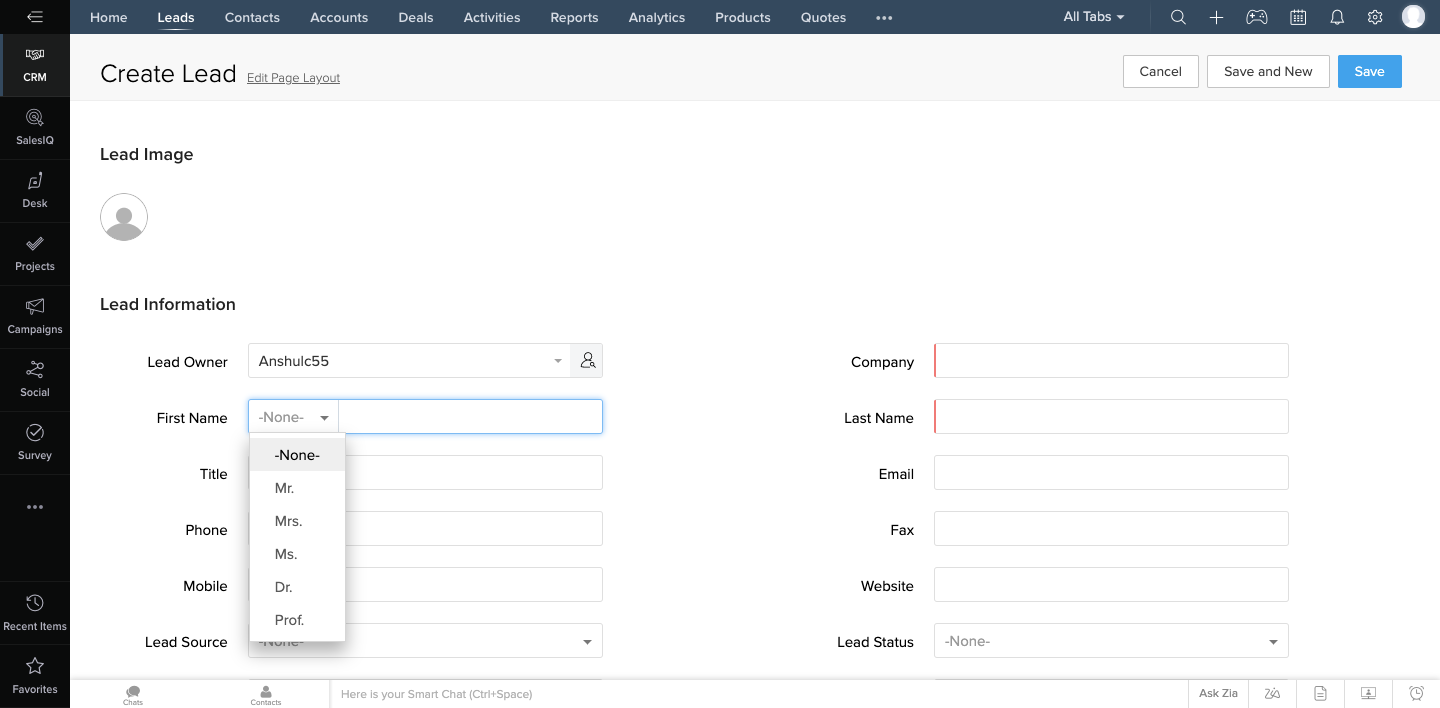 Home Leads Contacts Accounts Deals Activities Reports Analytics Products Quotes ••• All Tabs
CRM
SalesIQ
Desk
Projects
Campaigns
Social
Survey
Recent Items
Favorites
Create Lead Edit Page Layout Cancel Save and New Save
Lead Image
Lead Information
Lead Owner Anshulc55 Company
First Name -None- Last Name
-None-
Mr.
Mrs.
Ms.
Dr.
Prof.
Title Email
Phone Fax
Mobile Website
Lead Source -None- Lead Status -None-
Chats Contacts Here is your Smart Chat (Ctrl+Space) Ask Zia